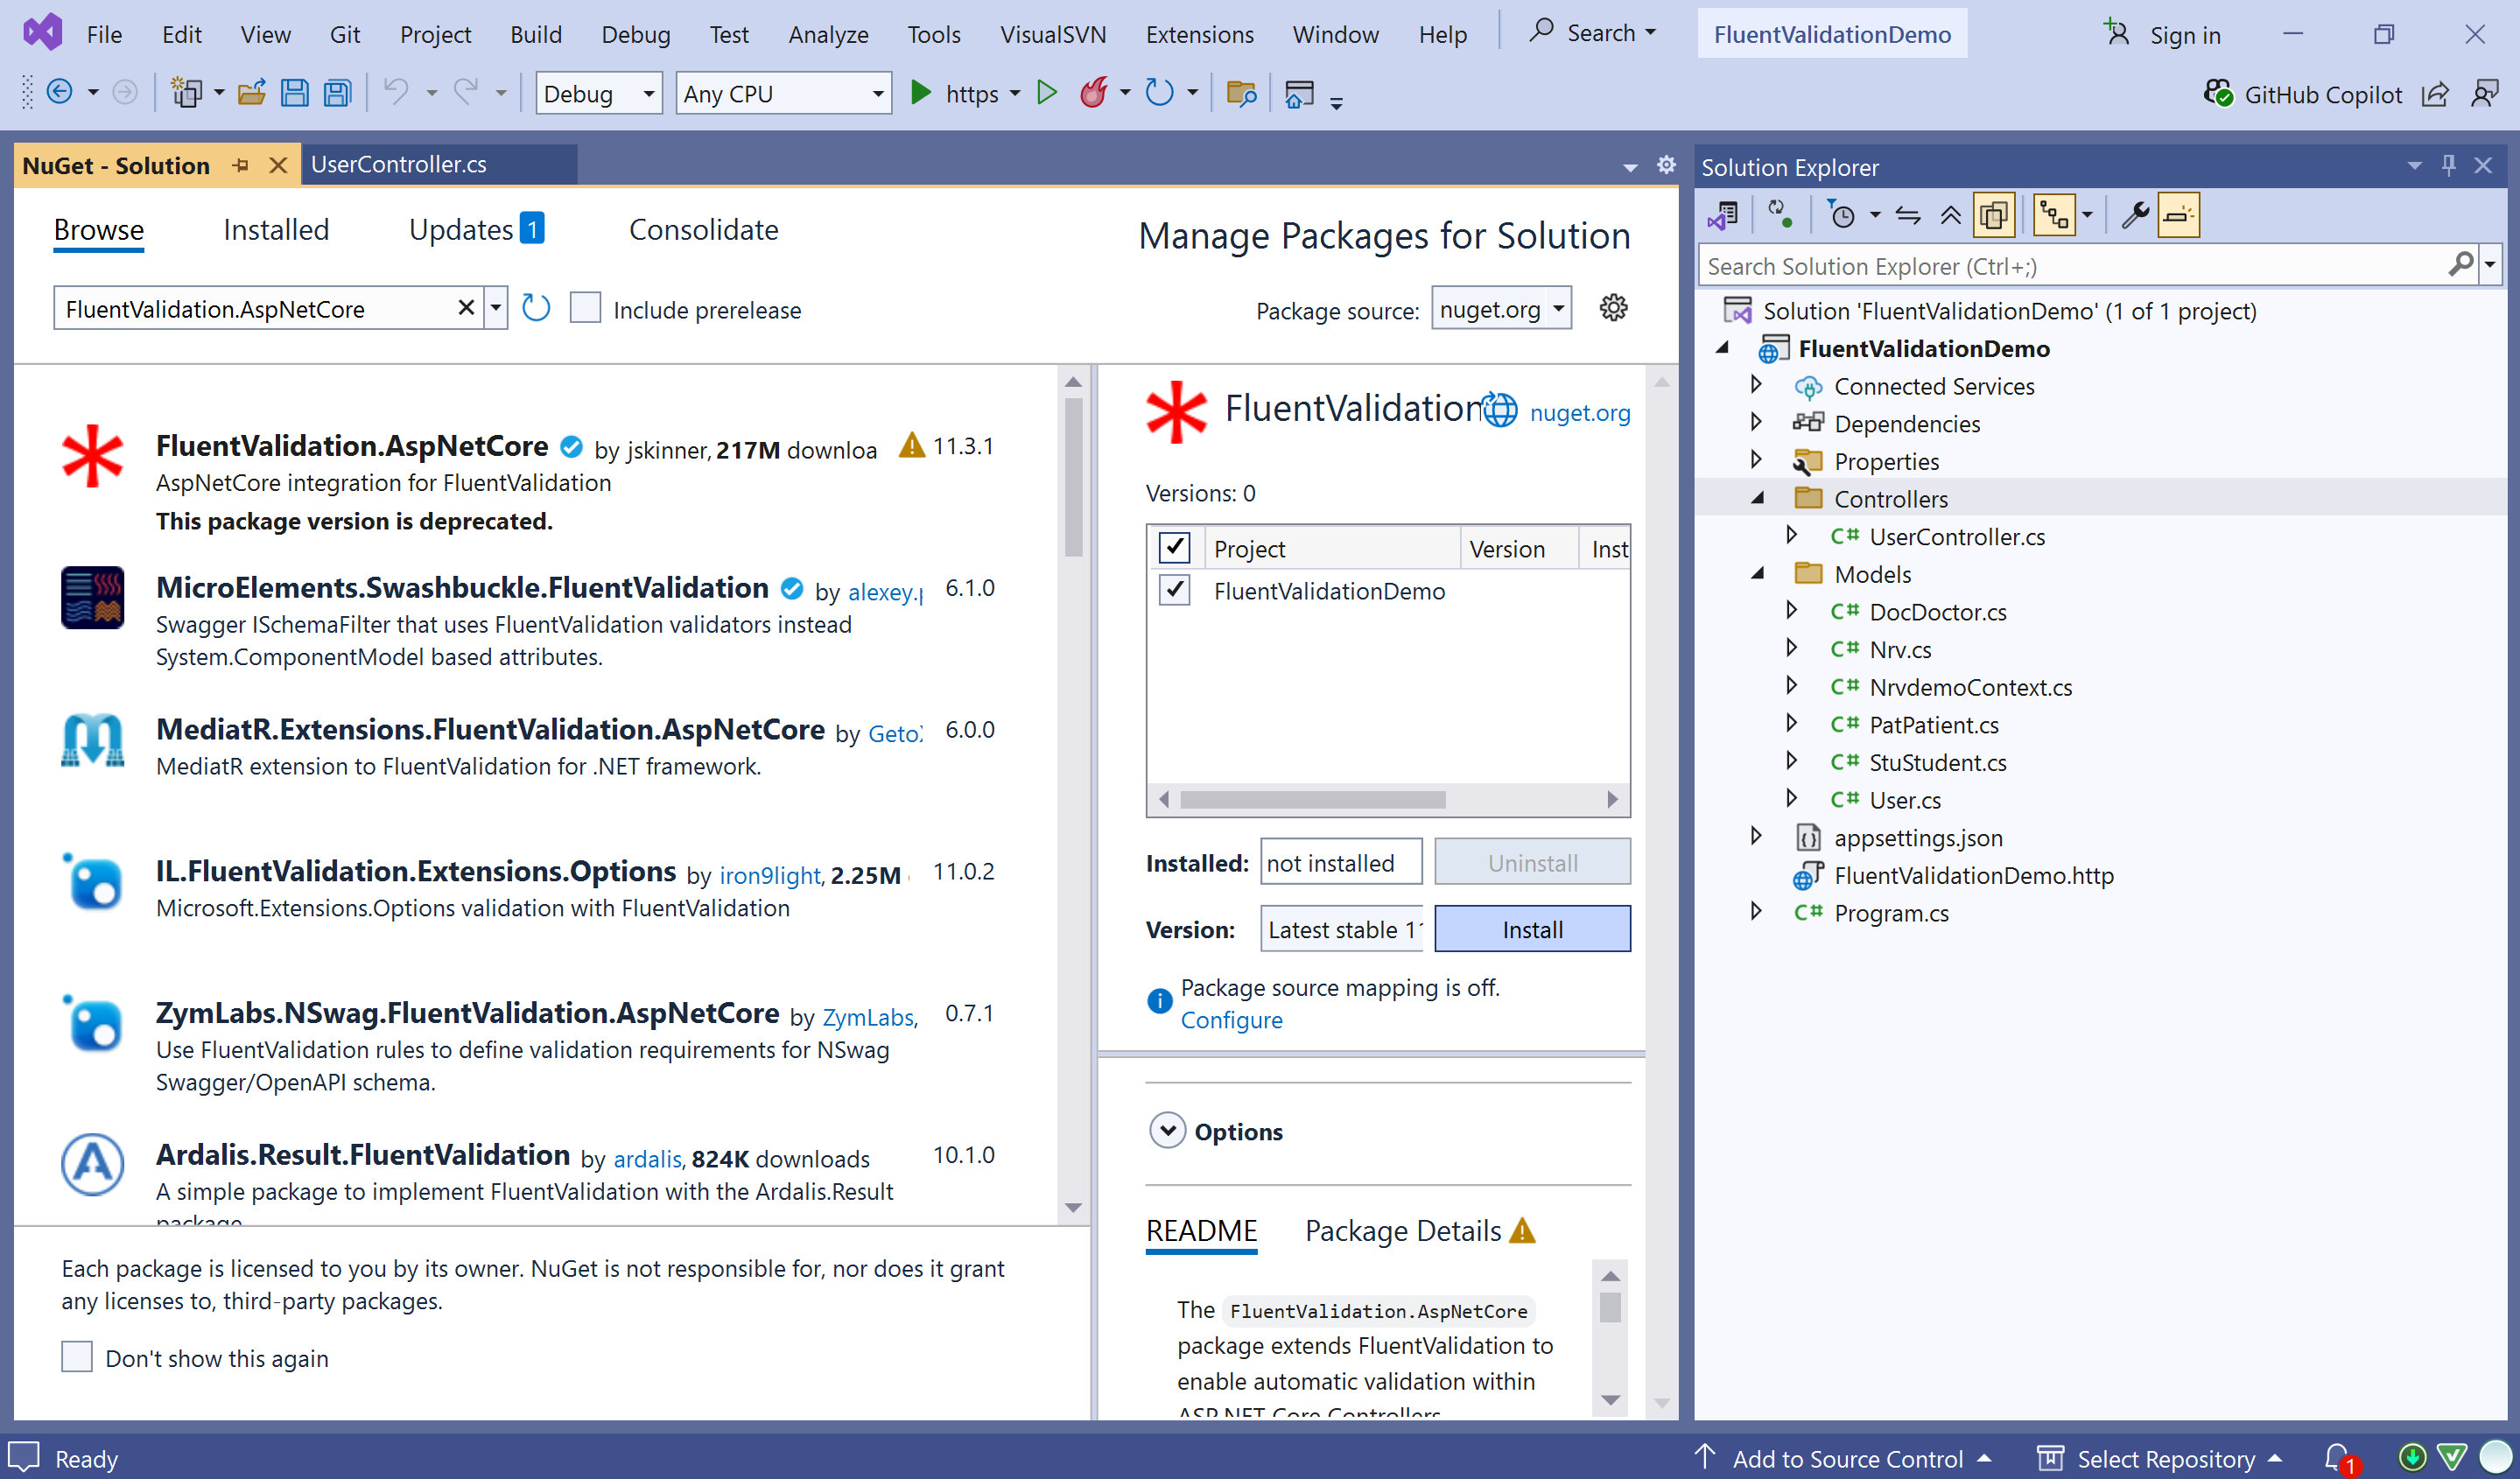 File Edit View Git Project Build Debug Test Analyze Tools VisualSVN Extensions Window Help Search FluentValidationDemo Sign in
Debug Any CPU https GitHub Copilot
NuGet - Solution UserController.cs
Browse Installed Updates 1 Consolidate
Manage Packages for Solution
FluentValidation.AspNetCore Include prerelease
Package source: nuget.org
FluentValidation.AspNetCore by jskinner, 217M downloa 11.3.1
AspNetCore integration for FluentValidation
This package version is deprecated.
MicroElements.Swashbuckle.FluentValidation by alexey. 6.1.0
Swagger ISchemaFilter that uses FluentValidation validators instead
System.ComponentModel based attributes.
MediatR.Extensions.FluentValidation.AspNetCore by Geto 6.0.0
MediatR extension to FluentValidation for .NET framework.
IL.FluentValidation.Extensions.Options by iron9light, 2.25M 11.0.2
Microsoft.Extensions.Options validation with FluentValidation
ZymLabs.NSwag.FluentValidation.AspNetCore by ZymLabs, 0.7.1
Use FluentValidation rules to define validation requirements for NSwag
Swagger/OpenAPI schema.
Ardalis.Result.FluentValidation by ardalis, 824K downloads 10.1.0
A simple package to implement FluentValidation with the Ardalis.Result
package
Each package is licensed to you by its owner. NuGet is not responsible for, nor does it grant
any licenses to, third-party packages.
Don't show this again
FluentValidation nuget.org
Versions: 0
Project Version Inst
FluentValidationDemo
Installed: not installed Uninstall
Version: Latest stable 11 Install
Package source mapping is off.
Configure
Options
README Package Details
The FluentValidation.AspNetCore
package extends FluentValidation to
enable automatic validation within
ASP.NET Core Controllers
Solution Explorer
Search Solution Explorer (Ctrl+;)
Solution 'FluentValidationDemo' (1 of 1 project)
FluentValidationDemo
Connected Services
Dependencies
Properties
Controllers
C# UserController.cs
Models
C# DocDoctor.cs
C# Nrv.cs
C# NrvdemoContext.cs
C# PatPatient.cs
C# StuStudent.cs
C# User.cs
appsettings.json
FluentValidationDemo.http
C# Program.cs
Ready Add to Source Control Select Repository 1